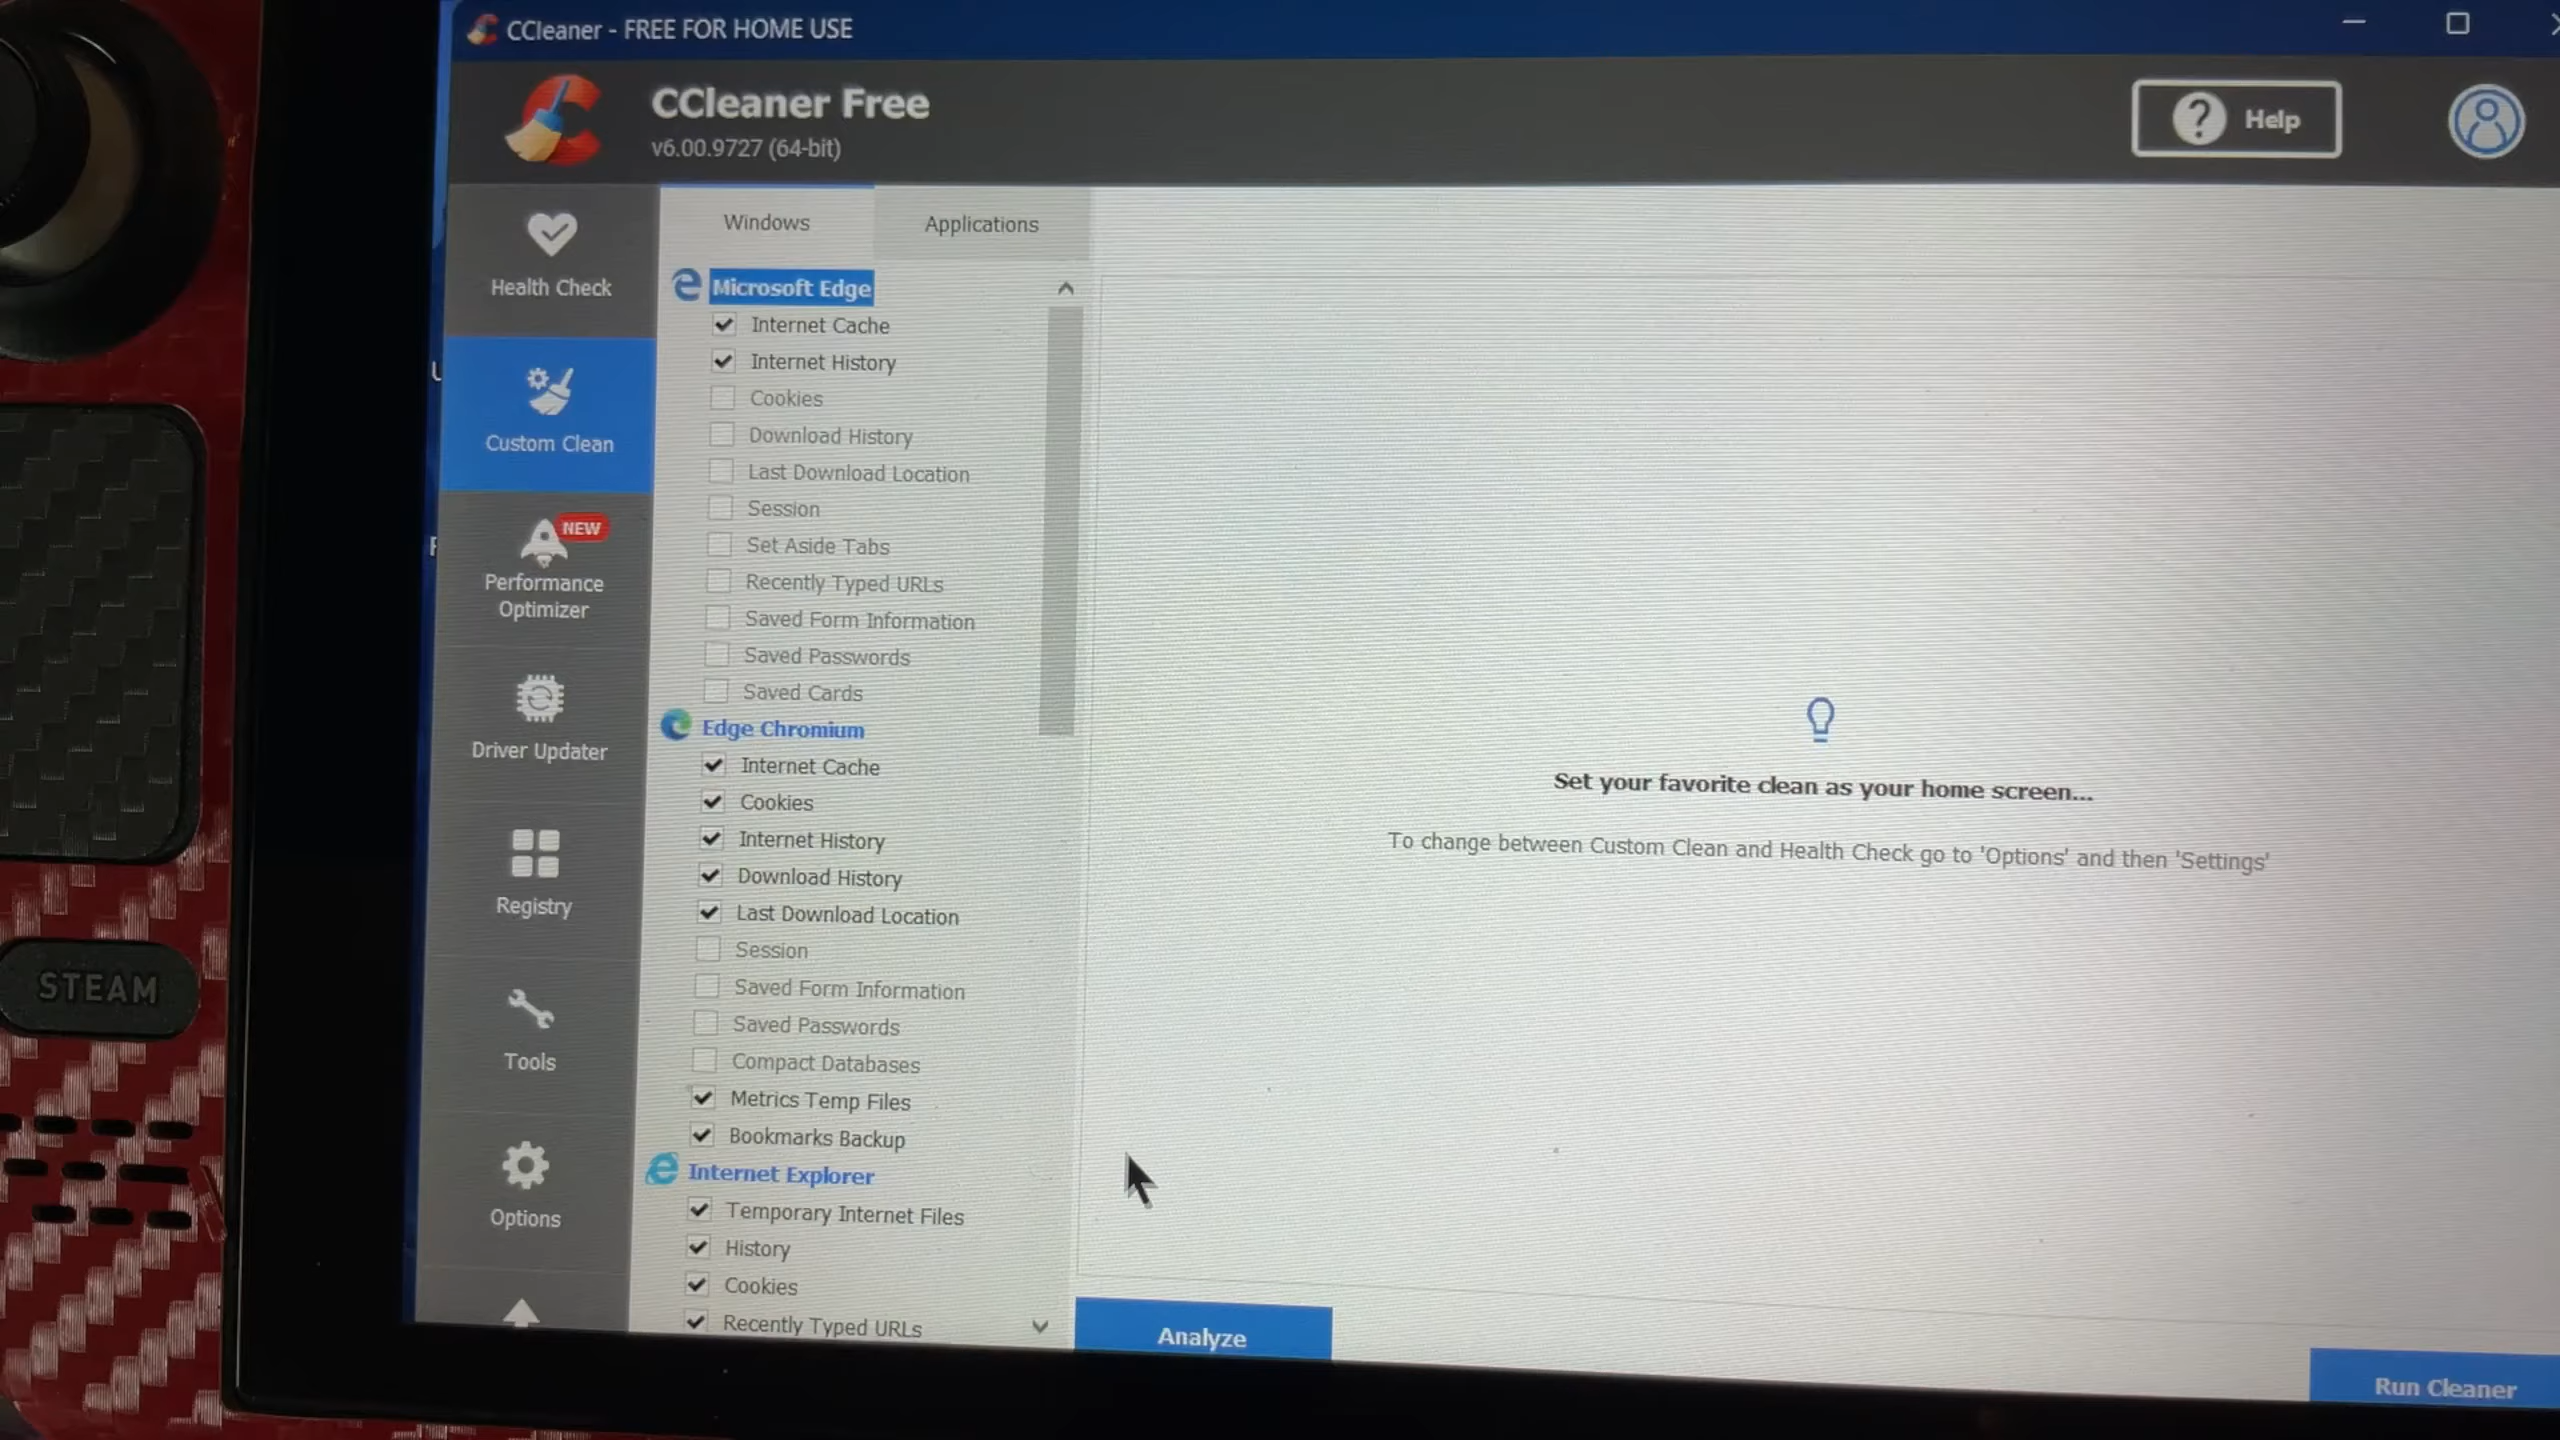 CCleaner - FREE FOR HOME USE
CCleaner Free
v6.00.9727 (64-bit)
Help
Health Check
Custom Clean
NEW
Performance
Optimizer
Driver Updater
Registry
Tools
Options
Windows
Applications
Microsoft Edge
Internet Cache
Internet History
Cookies
Download History
Last Download Location
Session
Set Aside Tabs
Recently Typed URLs
Saved Form Information
Saved Passwords
Saved Cards
Edge Chromium
Internet Cache
Cookies
Internet History
Download History
Last Download Location
Session
Saved Form Information
Saved Passwords
Compact Databases
Metrics Temp Files
Bookmarks Backup
Internet Explorer
Temporary Internet Files
History
Cookies
Recently Typed URLs
Set your favorite clean as your home screen...
To change between Custom Clean and Health Check go to 'Options' and then 'Settings'
Analyze
Run Cleaner
STEAM